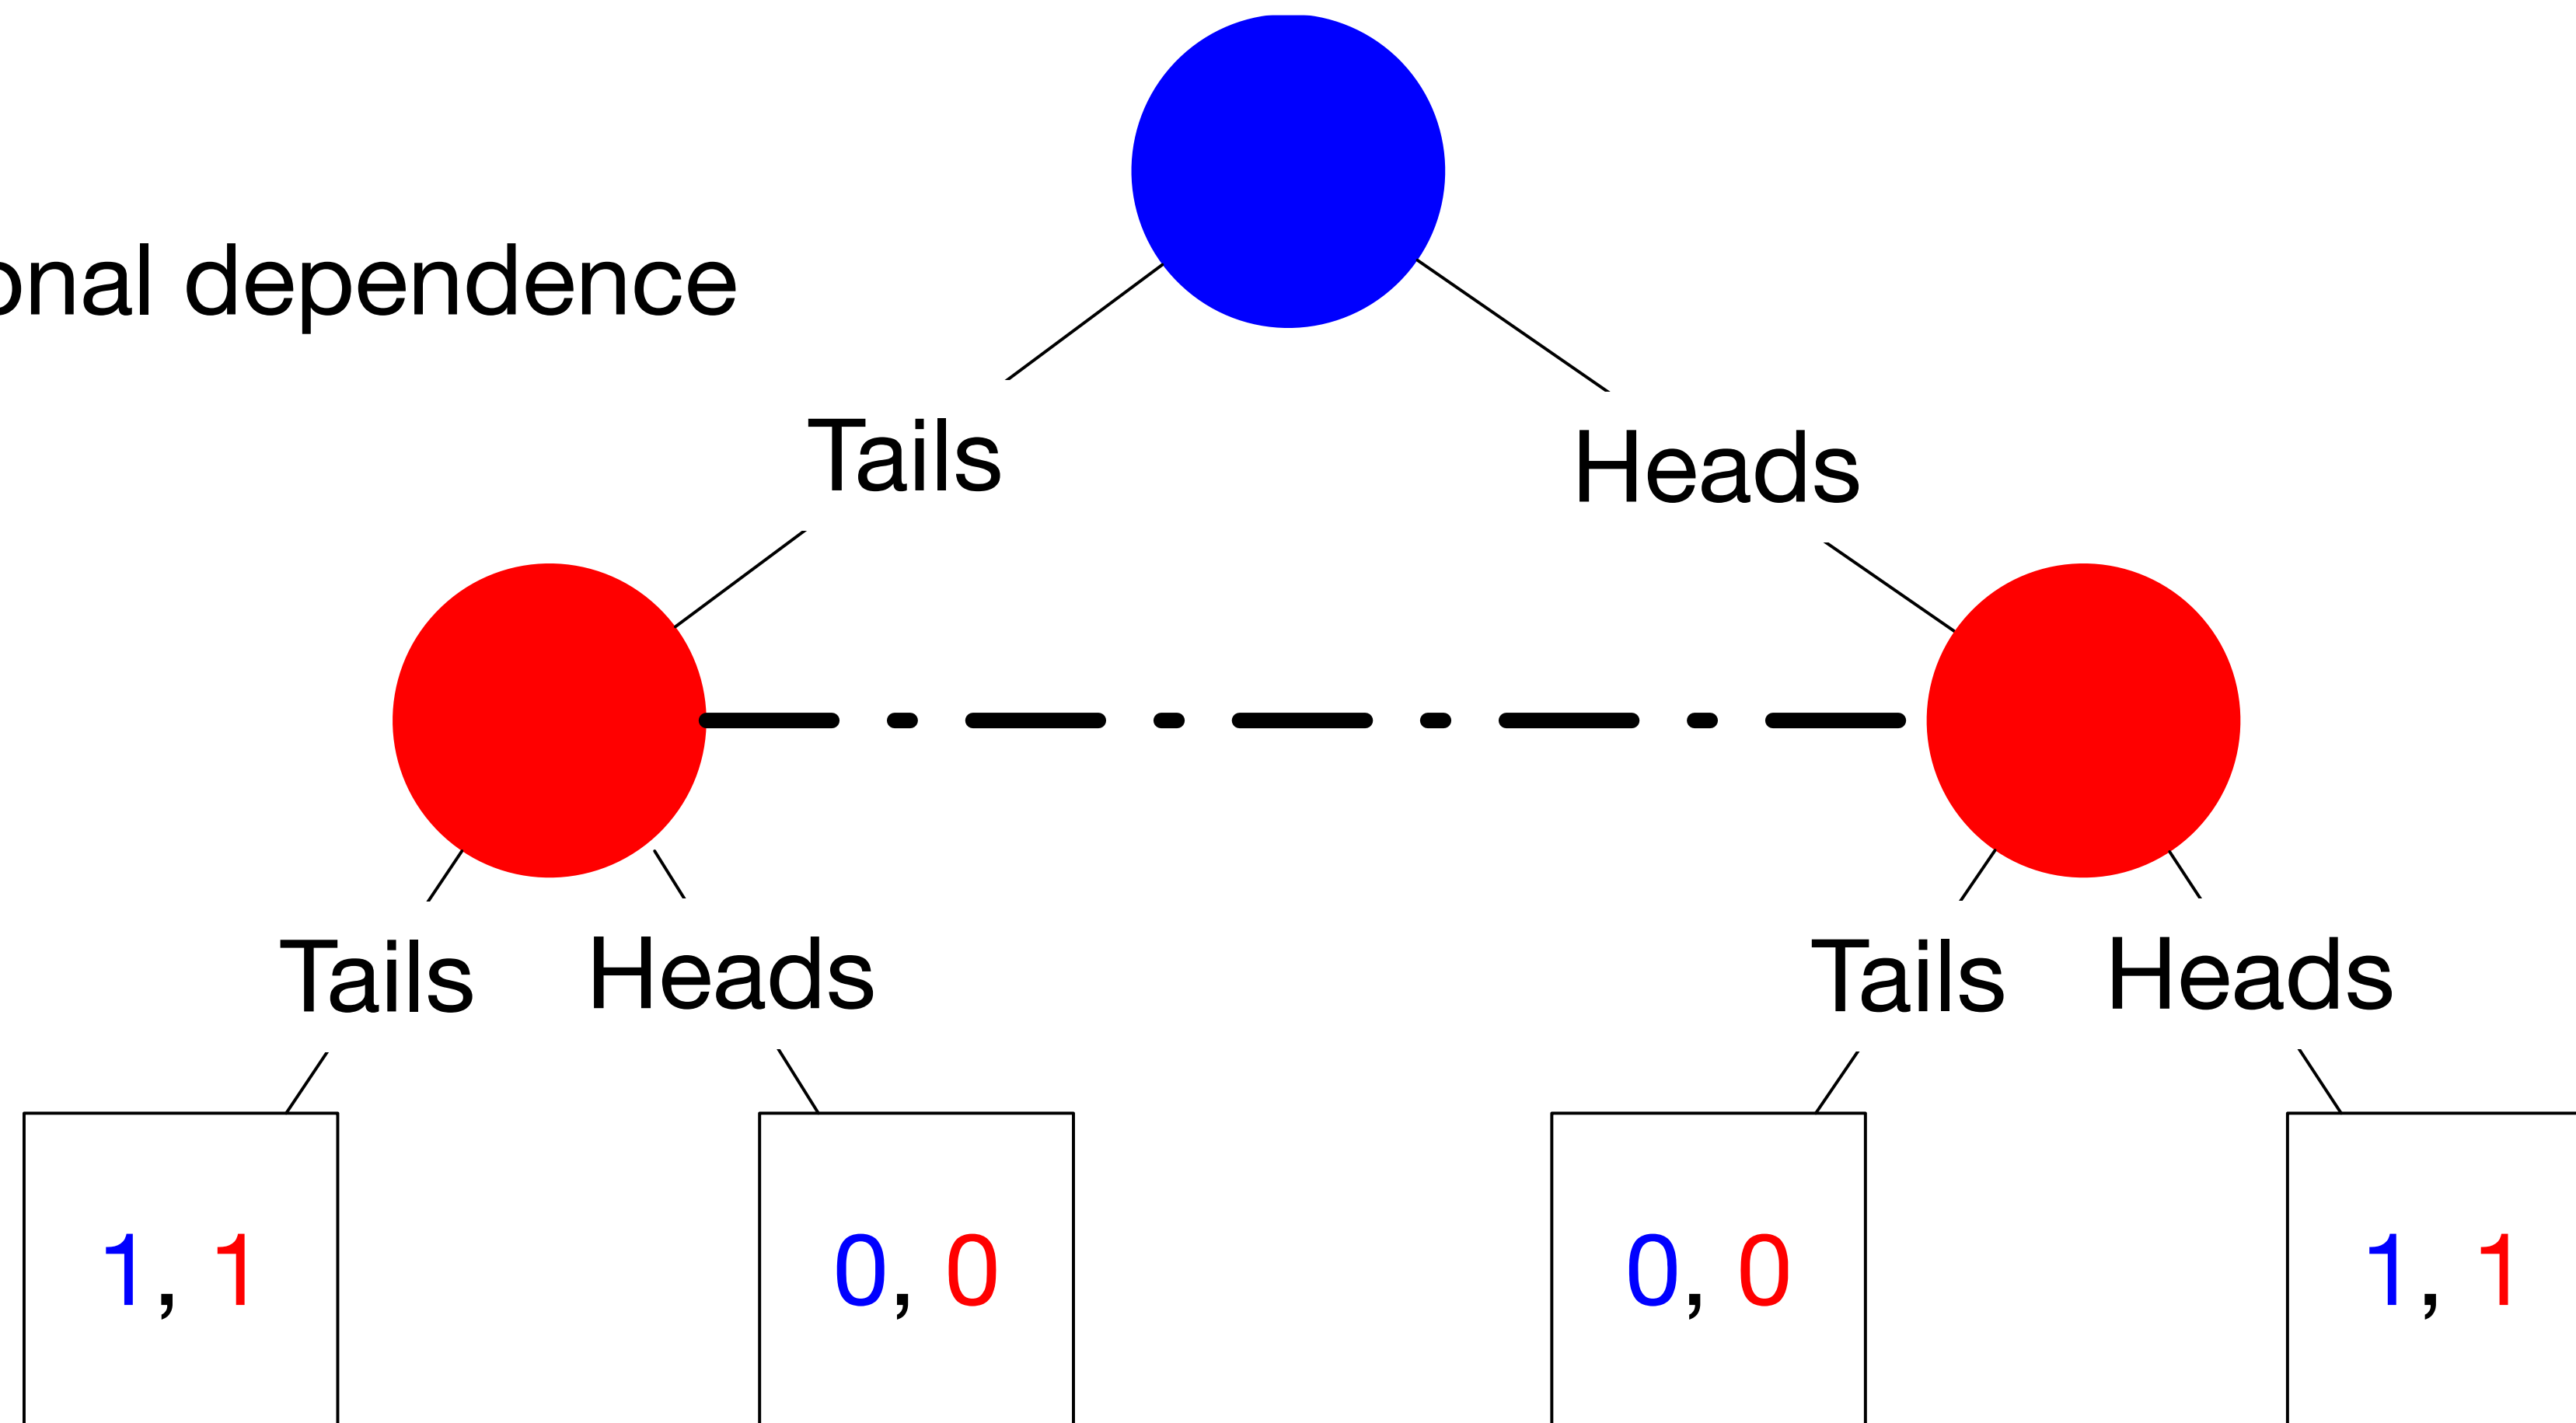 onal dependence
Tails Heads
Tails Heads Tails Heads
1, 1 0, 0 0, 0 1, 1